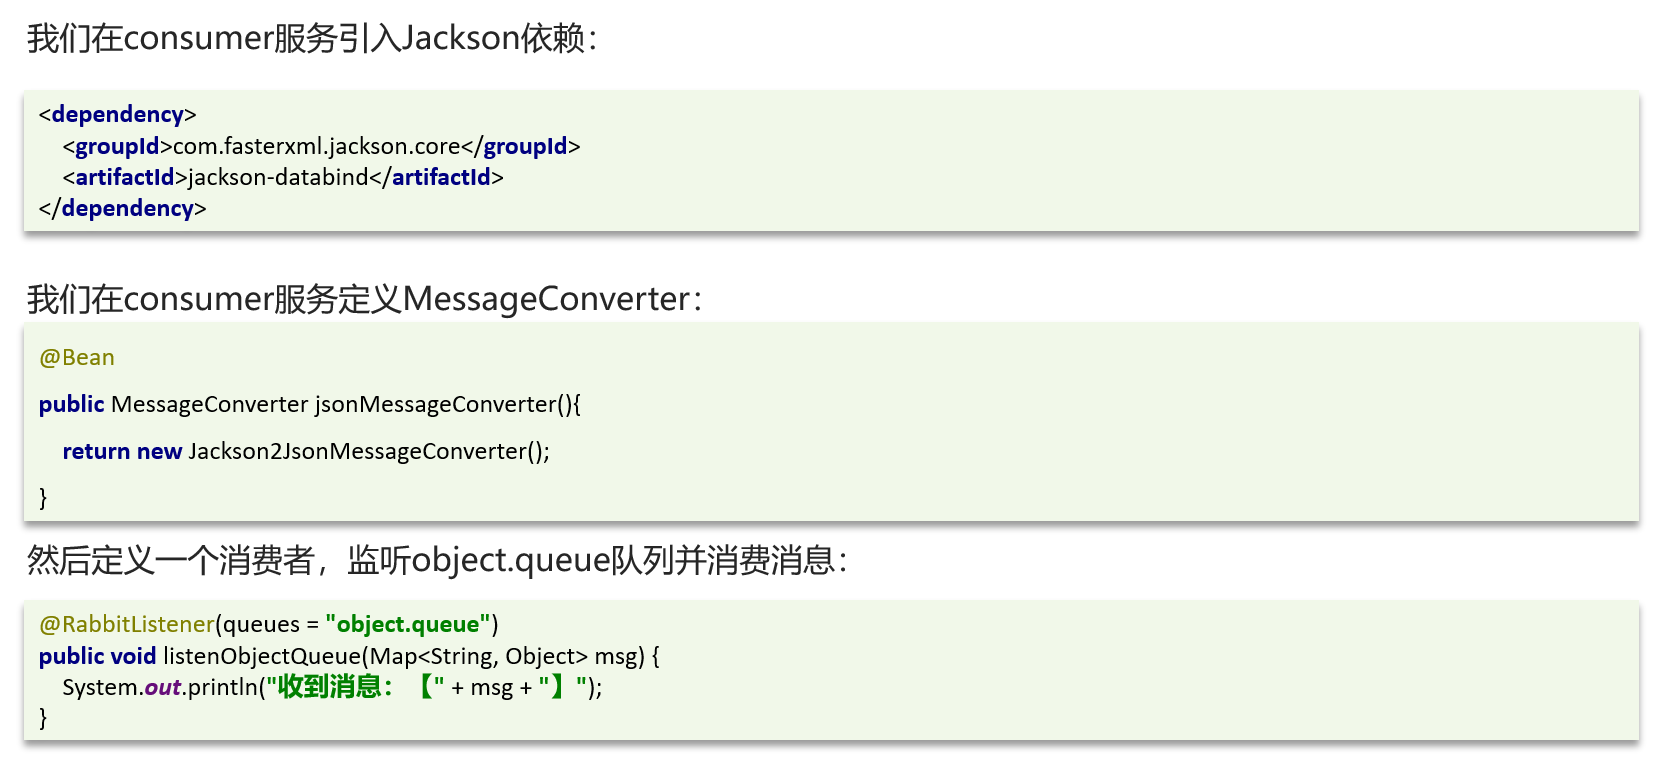 我们在consumer服务引入Jackson依赖：
<dependency>
    <groupId>com.fasterxml.jackson.core</groupId>
    <artifactId>jackson-databind</artifactId>
</dependency>
我们在consumer服务定义MessageConverter：
@Bean
public MessageConverter jsonMessageConverter(){
    return new Jackson2JsonMessageConverter();
}
然后定义一个消费者，监听object.queue队列并消费消息：
@RabbitListener(queues = "object.queue")
public void listenObjectQueue(Map<String, Object> msg) {
    System.out.println("收到消息：【" + msg + "】");
}